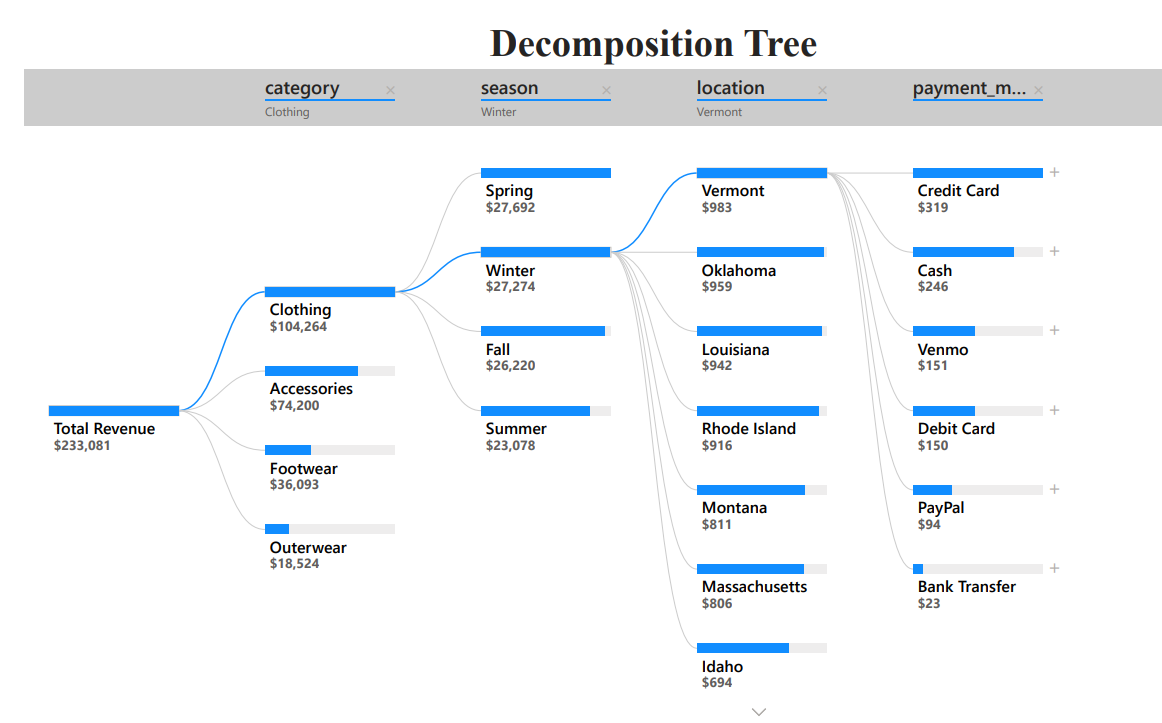 Decomposition Tree
category
Clothing
season
Winter
location
Vermont
payment_m...
Total Revenue
$233,081
Clothing
$104,264
Accessories
$74,200
Footwear
$36,093
Outerwear
$18,524
Spring
$27,692
Winter
$27,274
Fall
$26,220
Summer
$23,078
Vermont
$983
Oklahoma
$959
Louisiana
$942
Rhode Island
$916
Montana
$811
Massachusetts
$806
Idaho
$694
Credit Card
$319
Cash
$246
Venmo
$151
Debit Card
$150
PayPal
$94
Bank Transfer
$23